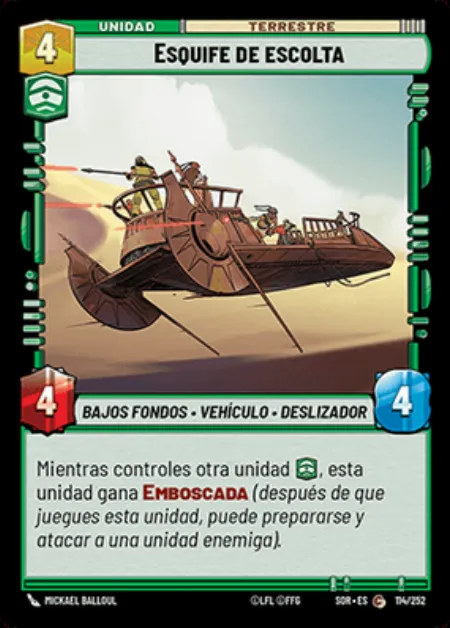 UNIDAD
TERRESTRE
4
ESQUIFE DE ESCOLTA
4
BAJOS FONDOS • VEHÍCULO • DESLIZADOR
4
Mientras controles otra unidad , esta
unidad gana EMBOSCADA (después de que
juegues esta unidad, puede prepararse y
atacar a una unidad enemiga).
MICKAEL BALLOUL
©LFL ©FFG
SOR • ES
C
114/252